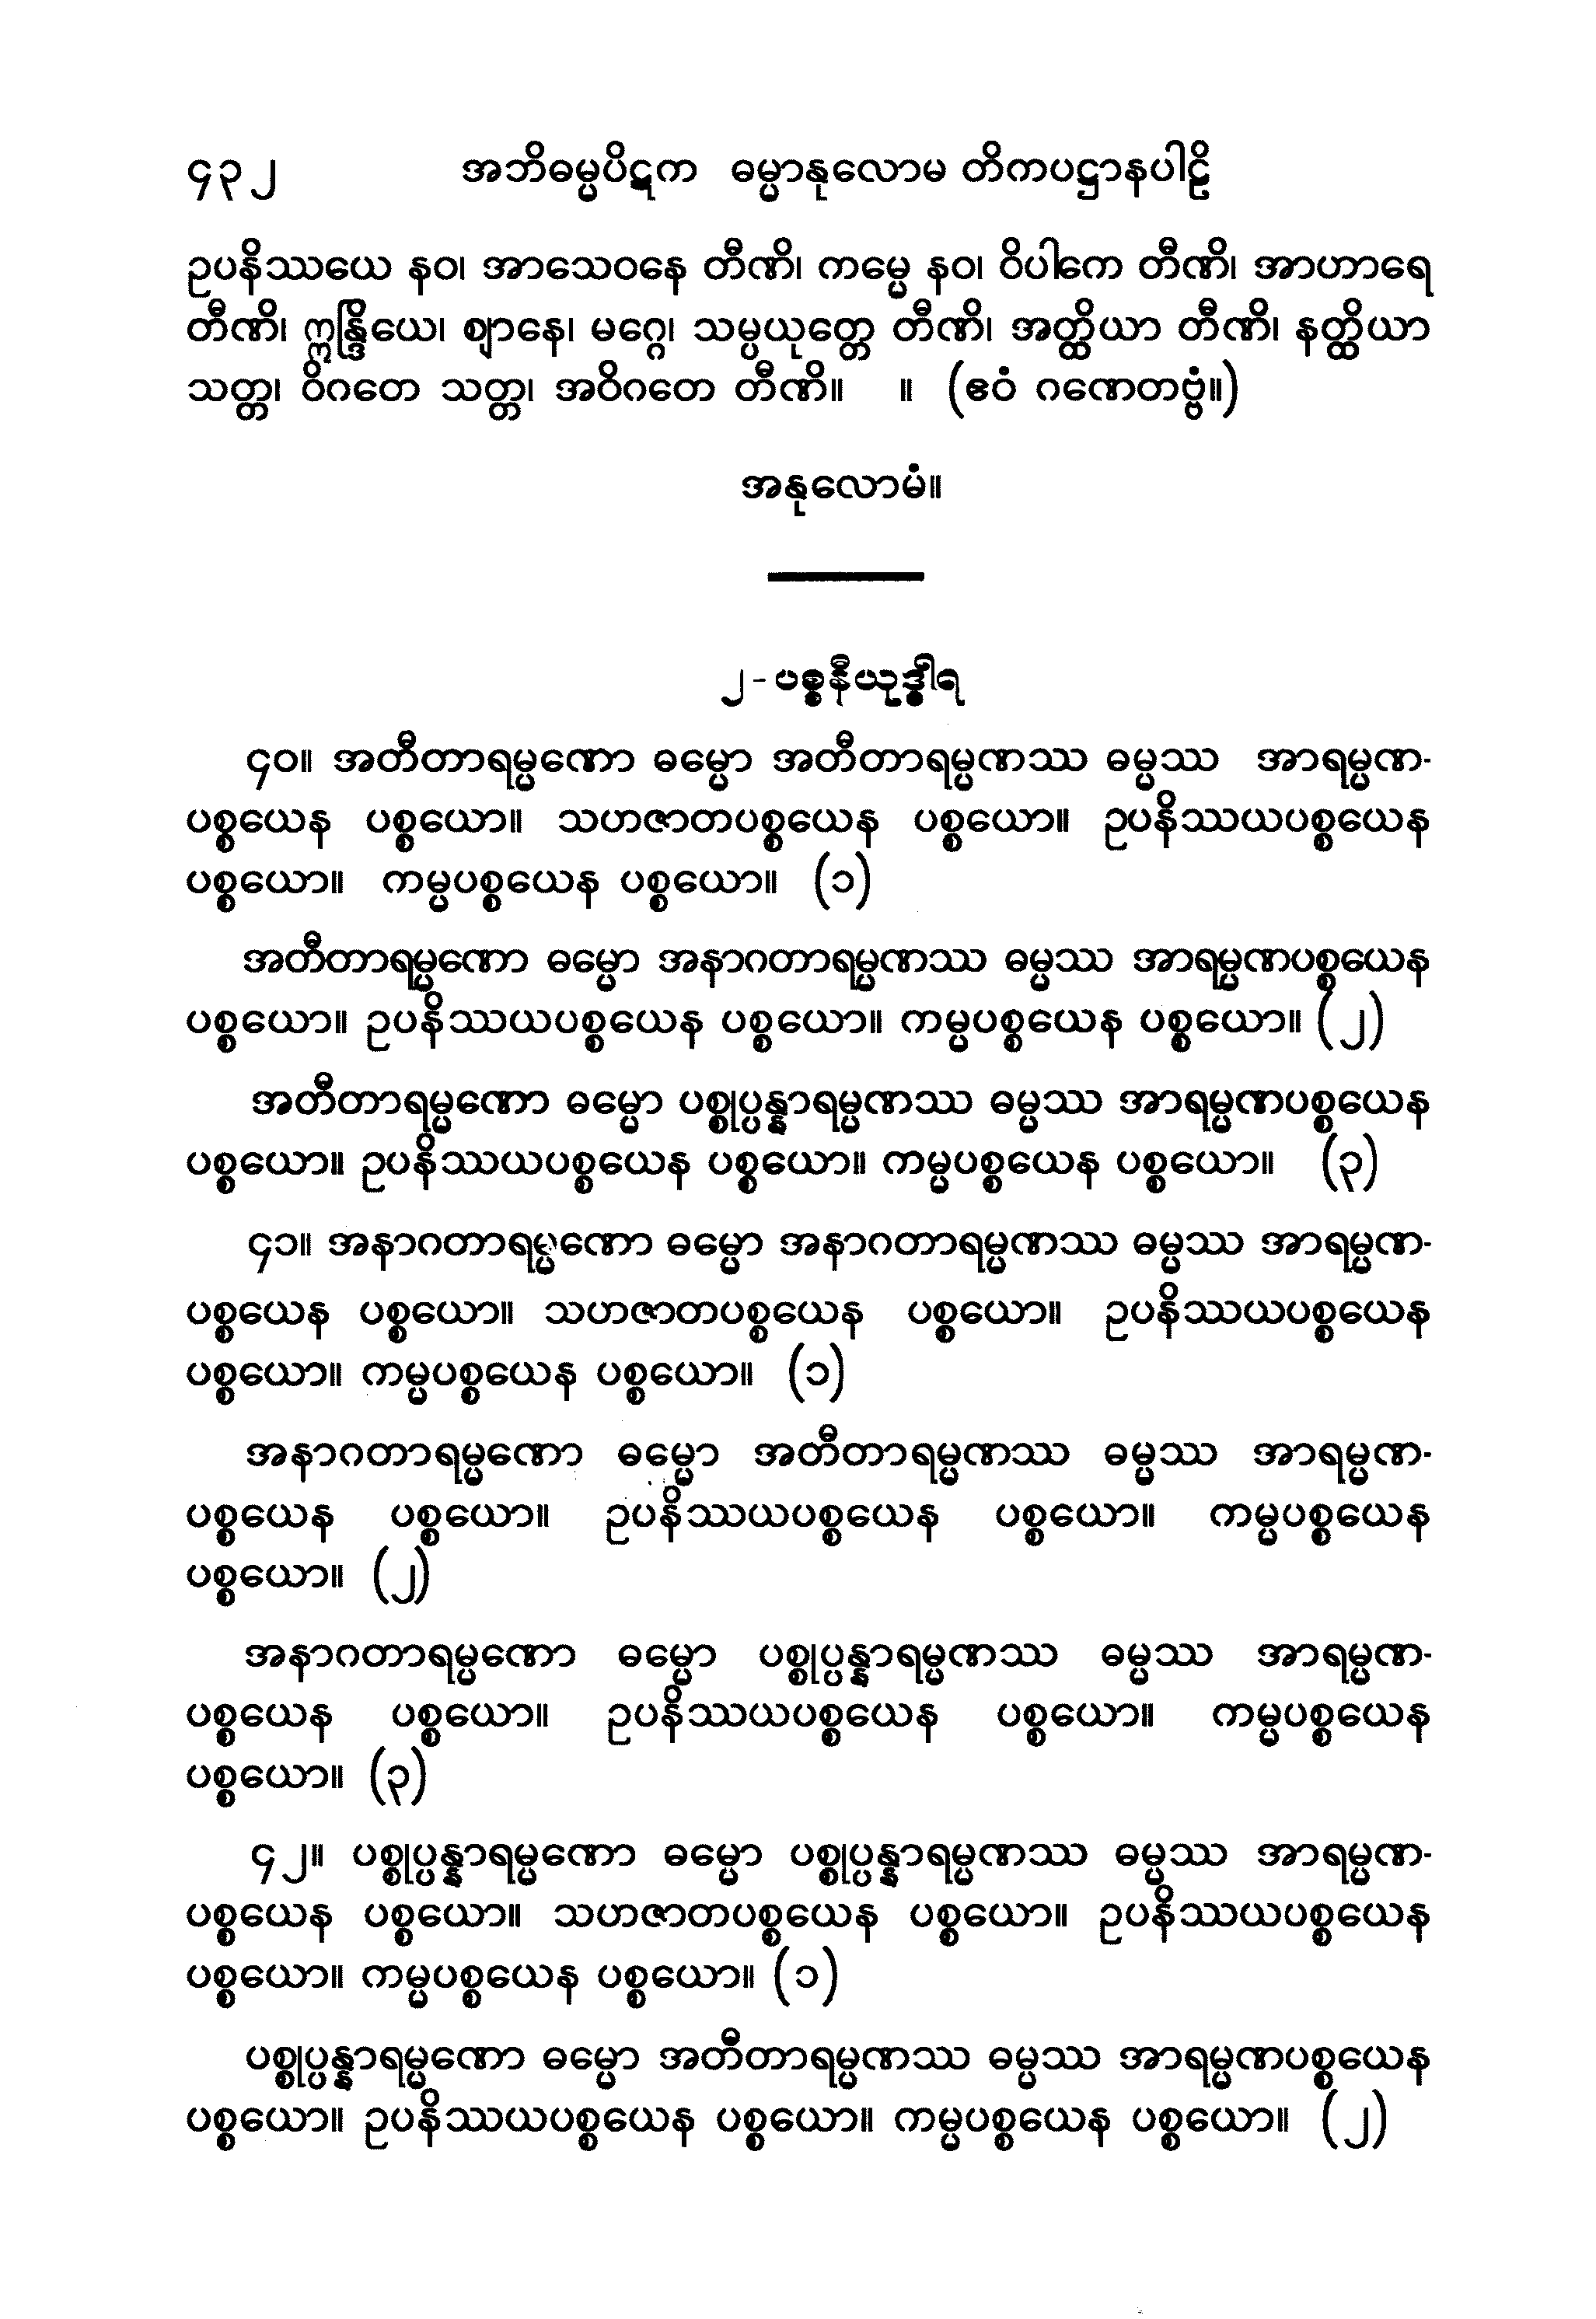 ၄၃၂ အဘိဓမ္မပိဋက ဓမ္မာနုလောမ တိကပဋ္ဌာနပါဠိ
ဥပနိဿယေ နဝ၊ အာသေဝနေ တီဏိ၊ ကမ္မေ နဝ၊ ဝိပါကေ တီဏိ၊ အာဟာရေ
တီဏိ၊ ဣန္ဒြိယေ၊ ဈာနေ၊ မဂ္ဂေ၊ သမ္ပယုတ္တေ တီဏိ၊ အတ္ထိယာ တီဏိ၊ နတ္ထိယာ
သတ္တ၊ ဝိဂတေ သတ္တ၊ အဝိဂတေ တီဏိ။ ။ (ဧဝံ ဂဏေတဗ္ဗံ။)
အနုလောမံ။
၂-ပစ္စနီယုဒ္ဓါရ
၄ဝ။ အတီတာရမ္မဏော ဓမ္မော အတီတာရမ္မဏဿ ဓမ္မဿ အာရမ္မဏ-
ပစ္စယေန ပစ္စယော။ သဟဇာတပစ္စယေန ပစ္စယော။ ဥပနိဿယပစ္စယေန
ပစ္စယော။ ကမ္မပစ္စယေန ပစ္စယော။ (၁)
အတီတာရမ္မဏော ဓမ္မော အနာဂတာရမ္မဏဿ ဓမ္မဿ အာရမ္မဏပစ္စယေန
ပစ္စယော။ ဥပနိဿယပစ္စယေန ပစ္စယော။ ကမ္မပစ္စယေန ပစ္စယော။ (၂)
အတီတာရမ္မဏော ဓမ္မော ပစ္စုပ္ပန္နာရမ္မဏဿ ဓမ္မဿ အာရမ္မဏပစ္စယေန
ပစ္စယော။ ဥပနိဿယပစ္စယေန ပစ္စယော။ ကမ္မပစ္စယေန ပစ္စယော။ (၃)
၄၁။ အနာဂတာရမ္မဏော ဓမ္မော အနာဂတာရမ္မဏဿ ဓမ္မဿ အာရမ္မဏ-
ပစ္စယေန ပစ္စယော။ သဟဇာတပစ္စယေန ပစ္စယော။ ဥပနိဿယပစ္စယေန
ပစ္စယော။ ကမ္မပစ္စယေန ပစ္စယော။ (၁)
အနာဂတာရမ္မဏော ဓမ္မော အတီတာရမ္မဏဿ ဓမ္မဿ အာရမ္မဏ-
ပစ္စယေန ပစ္စယော။ ဥပနိဿယပစ္စယေန ပစ္စယော။ ကမ္မပစ္စယေန
ပစ္စယော။ (၂)
အနာဂတာရမ္မဏော ဓမ္မော ပစ္စုပ္ပန္နာရမ္မဏဿ ဓမ္မဿ အာရမ္မဏ-
ပစ္စယေန ပစ္စယော။ ဥပနိဿယပစ္စယေန ပစ္စယော။ ကမ္မပစ္စယေန
ပစ္စယော။ (၃)
၄၂။ ပစ္စုပ္ပန္နာရမ္မဏော ဓမ္မော ပစ္စုပ္ပန္နာရမ္မဏဿ ဓမ္မဿ အာရမ္မဏ-
ပစ္စယေန ပစ္စယော။ သဟဇာတပစ္စယေန ပစ္စယော။ ဥပနိဿယပစ္စယေန
ပစ္စယော။ ကမ္မပစ္စယေန ပစ္စယော။ (၁)
ပစ္စုပ္ပန္နာရမ္မဏော ဓမ္မော အတီတာရမ္မဏဿ ဓမ္မဿ အာရမ္မဏပစ္စယေန
ပစ္စယော။ ဥပနိဿယပစ္စယေန ပစ္စယော။ ကမ္မပစ္စယေန ပစ္စယော။ (၂)